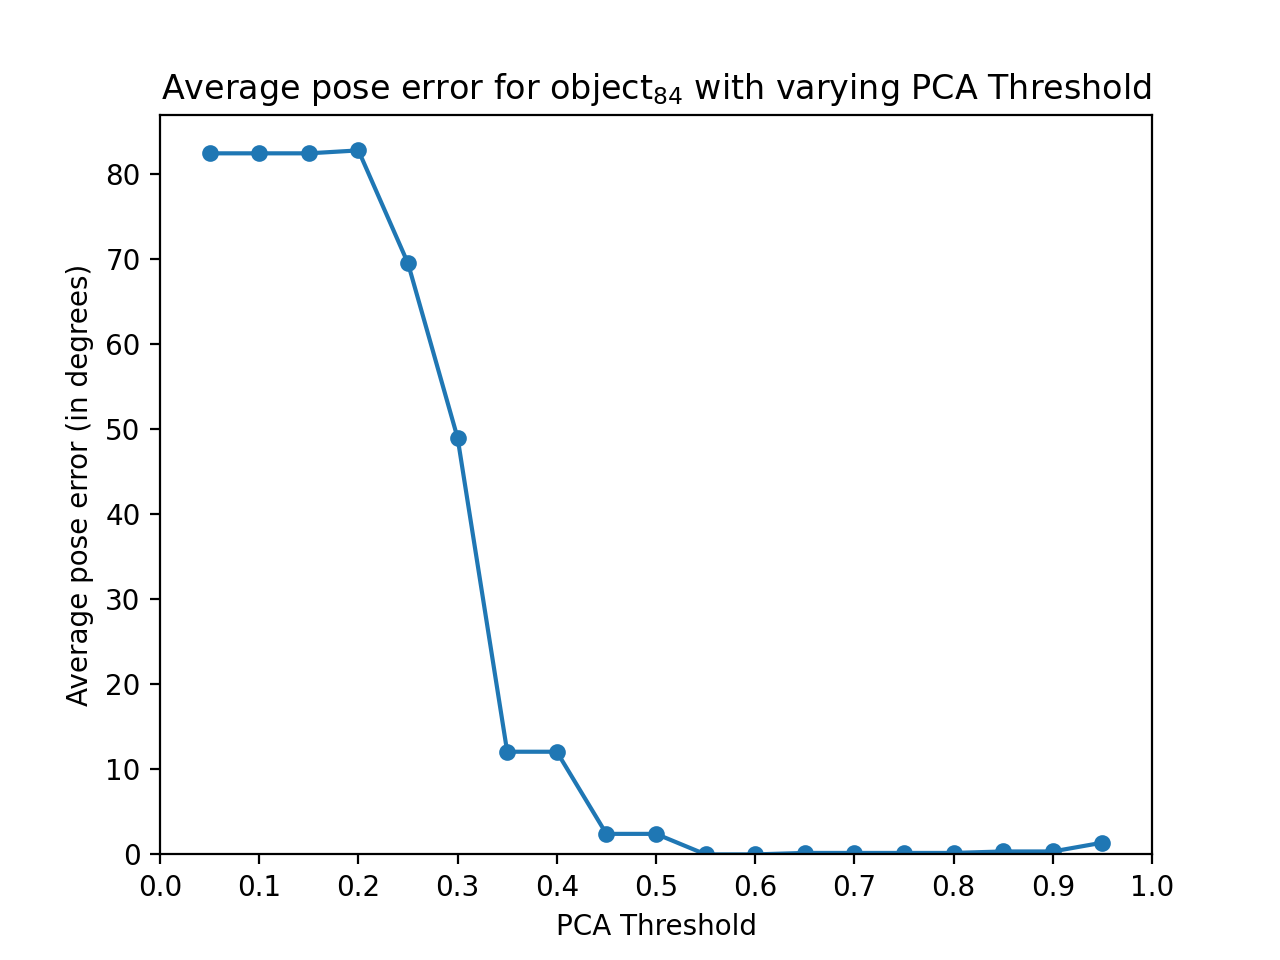 Average pose error for object₈₄ with varying PCA Threshold
Average pose error (in degrees)
80
70
60
50
40
30
20
10
0
0.0 0.1 0.2 0.3 0.4 0.5 0.6 0.7 0.8 0.9 1.0
PCA Threshold